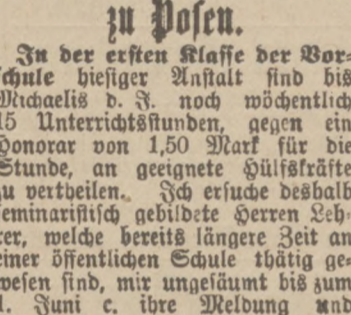 zu Posen.
In der ersten Klasse der Vor-
schule hiesiger Anstalt sind bis
Michaelis d. J. noch wöchentlich
15 Unterrichtsstunden, gegen ein
Honorar von 1,50 Mark für die
Stunde, an geeignete Hülfskräfte
zu vertheilen. Ich ersuche deshalb
seminaristisch gebildete Herren Leh-
rer, welche bereits längere Zeit an
einer öffentlichen Schule thätig ge-
wesen sind, mir ungesäumt bis zum
1. Juni c. ihre Meldung und